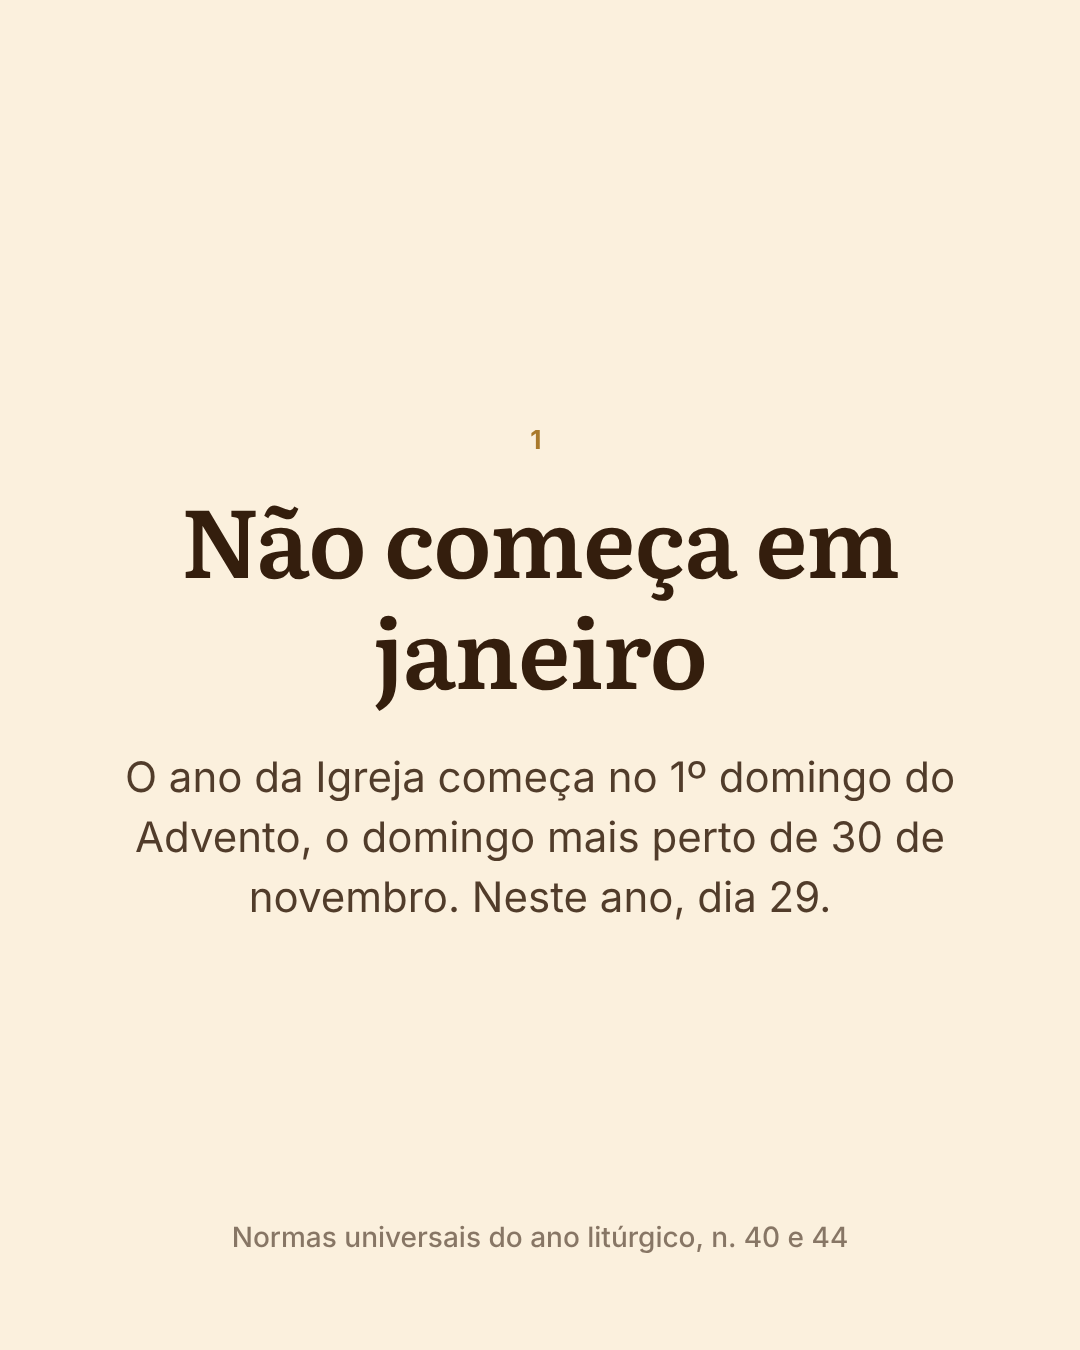 1
Não começa em
janeiro
O ano da Igreja começa no 1º domingo do
Advento, o domingo mais perto de 30 de
novembro. Neste ano, dia 29.
Normas universais do ano litúrgico, n. 40 e 44